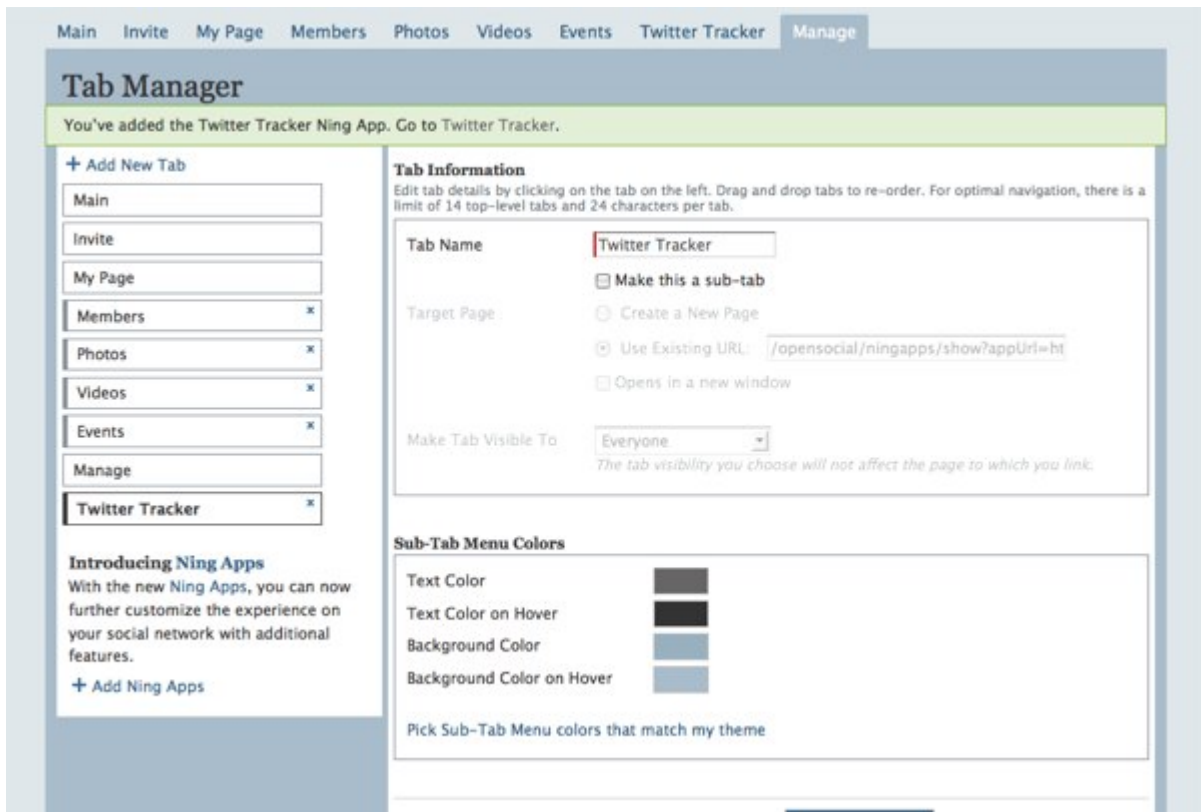 Main Invite My Page Members Photos Videos Events Twitter Tracker Manage
Tab Manager
You've added the Twitter Tracker Ning App. Go to Twitter Tracker.
+ Add New Tab
Main
Invite
My Page
Members x
Photos x
Videos x
Events x
Manage
Twitter Tracker x
Introducing Ning Apps
With the new Ning Apps, you can now
further customize the experience on
your social network with additional
features.
+ Add Ning Apps
Tab Information
Edit tab details by clicking on the tab on the left. Drag and drop tabs to re-order. For optimal navigation, there is a
limit of 14 top-level tabs and 24 characters per tab.
Tab Name Twitter Tracker
Make this a sub-tab
Target Page Create a New Page
Use Existing URL: /opensocial/ningapps/show?appUrl=ht
Opens in a new window
Make Tab Visible To Everyone
The tab visibility you choose will not affect the page to which you link.
Sub-Tab Menu Colors
Text Color
Text Color on Hover
Background Color
Background Color on Hover
Pick Sub-Tab Menu colors that match my theme